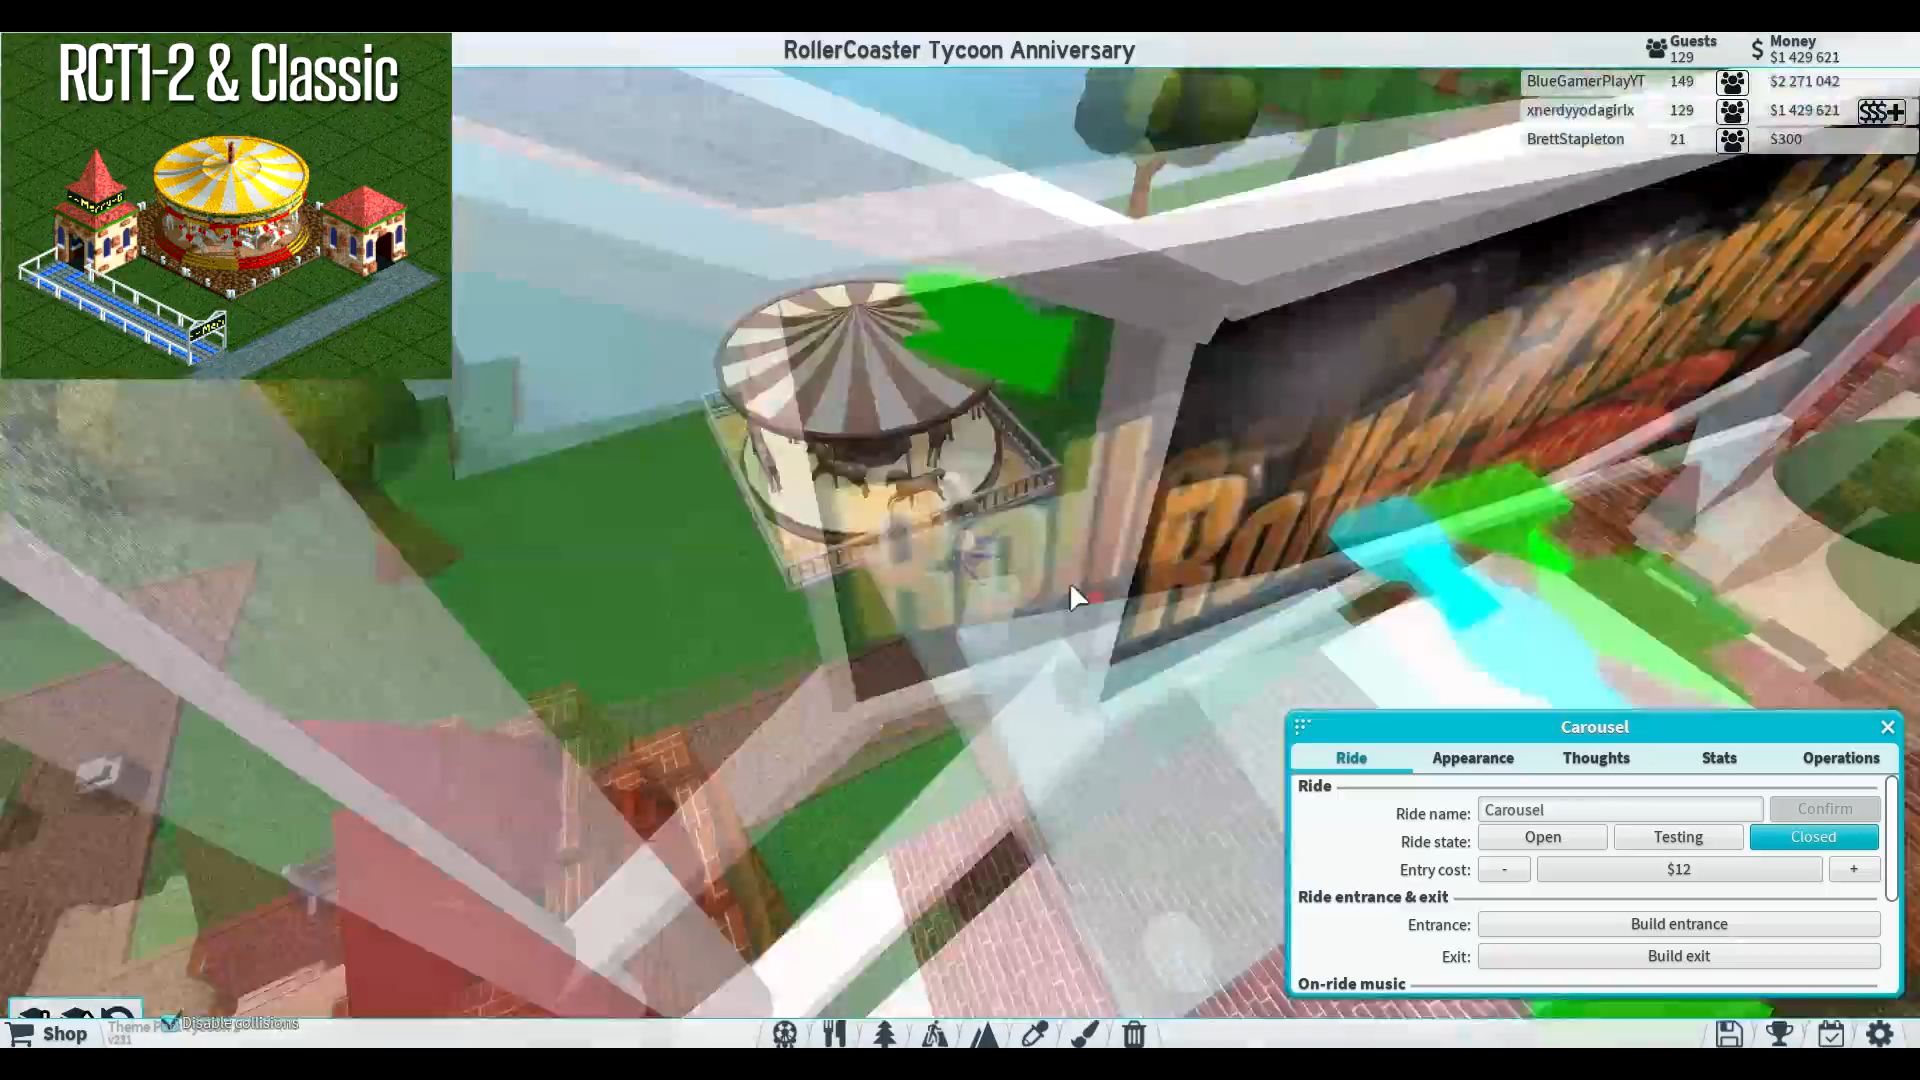 RCT1-2 & Classic
RollerCoaster Tycoon Anniversary
Guests
129
Money
$1 429 621
BlueGamerPlayYT 149 $2 271 042
xnerdyyodagirlx 129 $1 429 621 $$$+
BrettStapleton 21 $300
Carousel
Ride Appearance Thoughts Stats Operations
Ride
Ride name: Carousel Confirm
Ride state: Open Testing Closed
Entry cost: - $12 +
Ride entrance & exit
Entrance: Build entrance
Exit: Build exit
On-ride music
Shop
Disable collisions
v231